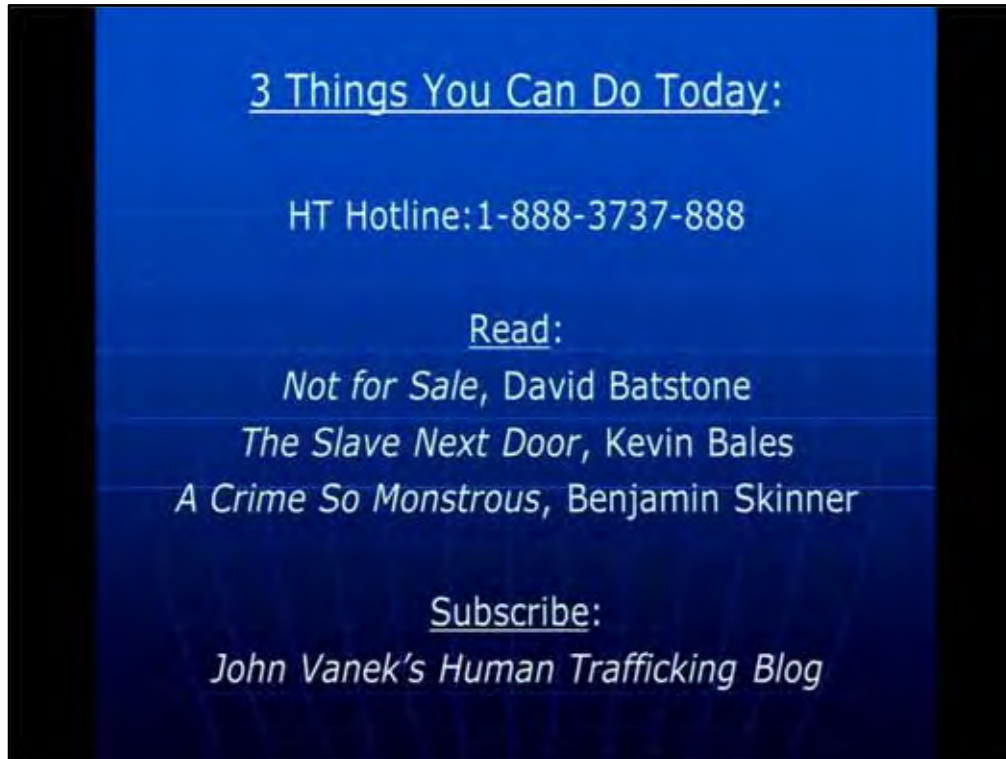 3 Things You Can Do Today:
HT Hotline:1-888-3737-888
Read:
Not for Sale, David Batstone
The Slave Next Door, Kevin Bales
A Crime So Monstrous, Benjamin Skinner
Subscribe:
John Vanek’s Human Trafficking Blog